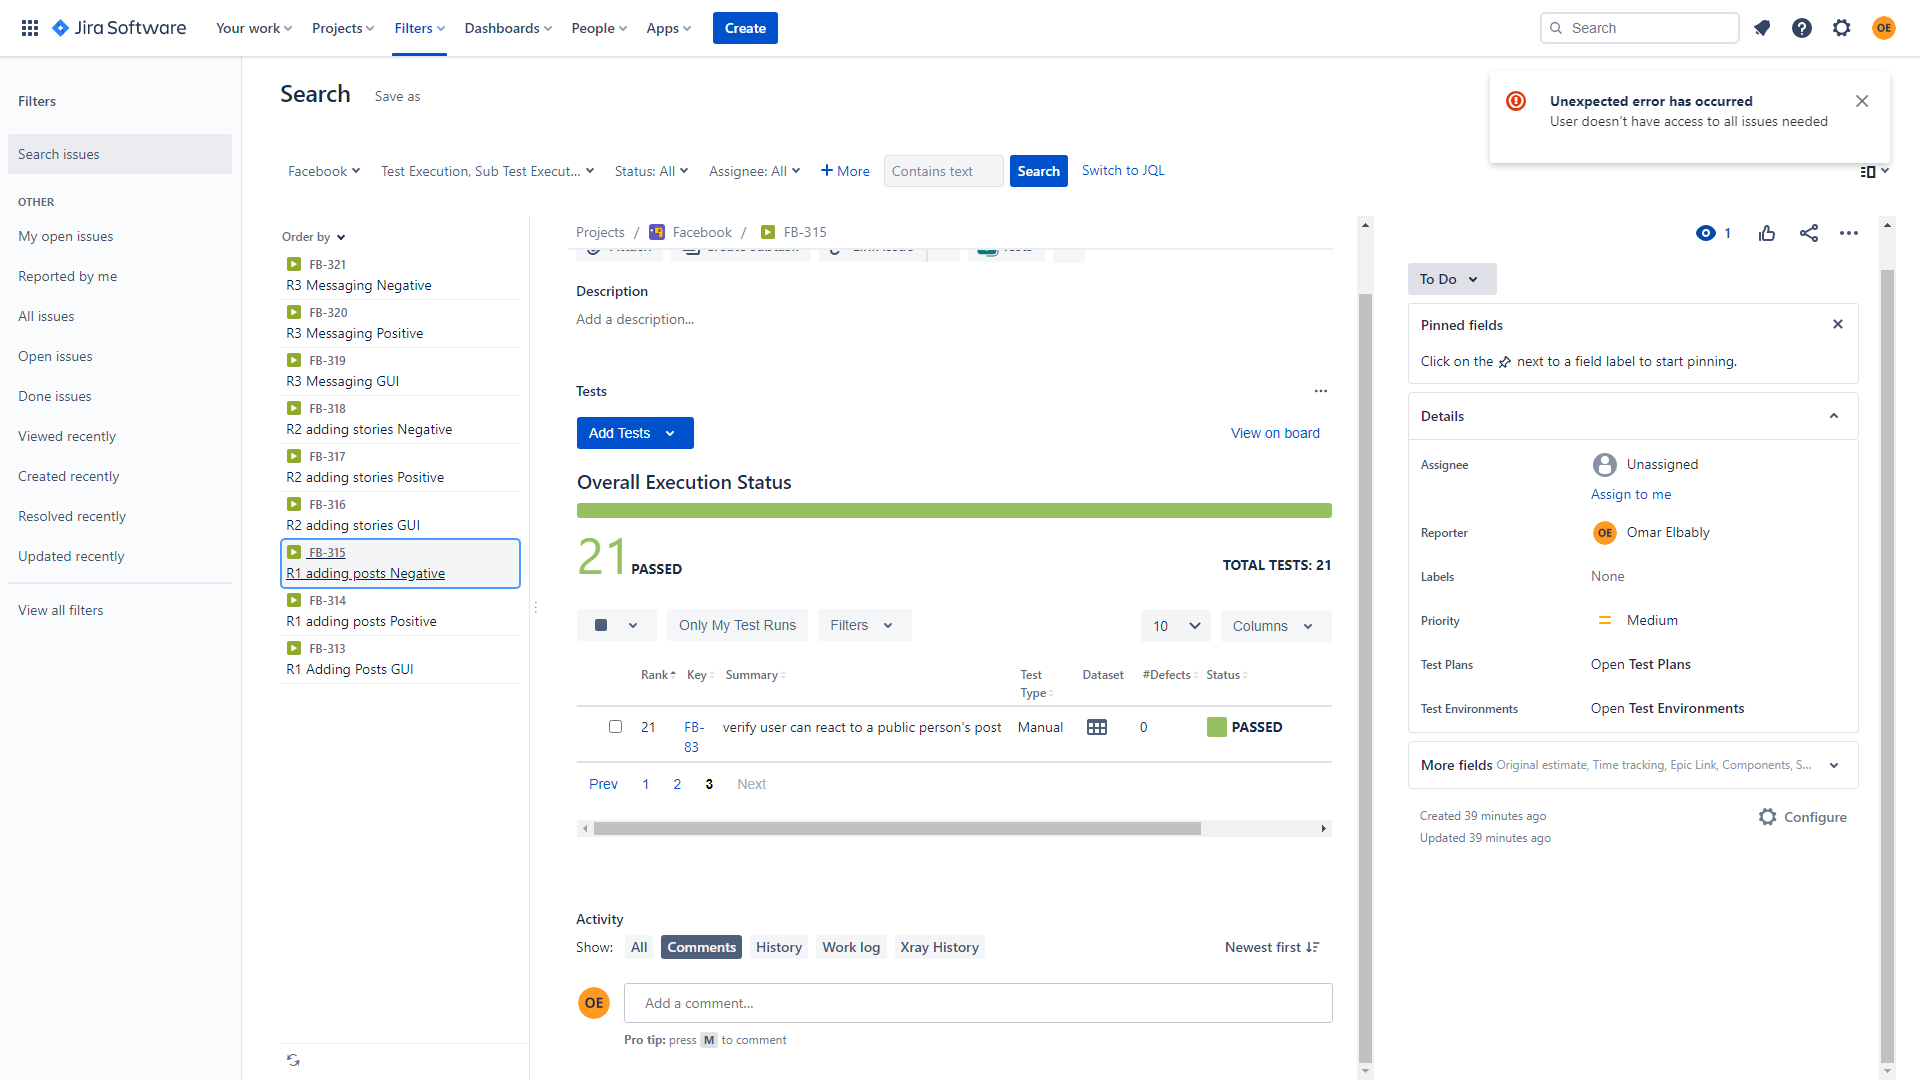 Jira Software
Your work
Projects
Filters
Dashboards
People
Apps
Create
Search
OE
Filters
Search issues
OTHER
My open issues
Reported by me
All issues
Open issues
Done issues
Viewed recently
Created recently
Resolved recently
Updated recently
View all filters
Search
Save as
Unexpected error has occurred
User doesn't have access to all issues needed
Facebook
Test Execution, Sub Test Execut...
Status: All
Assignee: All
More
Contains text
Search
Switch to JQL
Order by
FB-321
R3 Messaging Negative
FB-320
R3 Messaging Positive
FB-319
R3 Messaging GUI
FB-318
R2 adding stories Negative
FB-317
R2 adding stories Positive
FB-316
R2 adding stories GUI
FB-315
R1 adding posts Negative
FB-314
R1 adding posts Positive
FB-313
R1 Adding Posts GUI
Projects / Facebook / FB-315
Description
Add a description...
Tests
Add Tests
View on board
Overall Execution Status
21 PASSED
TOTAL TESTS: 21
Only My Test Runs
Filters
10
Columns
Rank Key Summary Test Type Dataset #Defects Status
21 FB-83 verify user can react to a public person's post Manual 0 PASSED
Prev 1 2 3 Next
Activity
Show: All Comments History Work log Xray History
Newest first
OE
Add a comment...
Pro tip: press M to comment
1
To Do
Pinned fields
Click on the next to a field label to start pinning.
Details
Assignee
Unassigned
Assign to me
Reporter
OE Omar Elbably
Labels
None
Priority
Medium
Test Plans
Open Test Plans
Test Environments
Open Test Environments
More fields Original estimate, Time tracking, Epic Link, Components, S...
Created 39 minutes ago
Updated 39 minutes ago
Configure